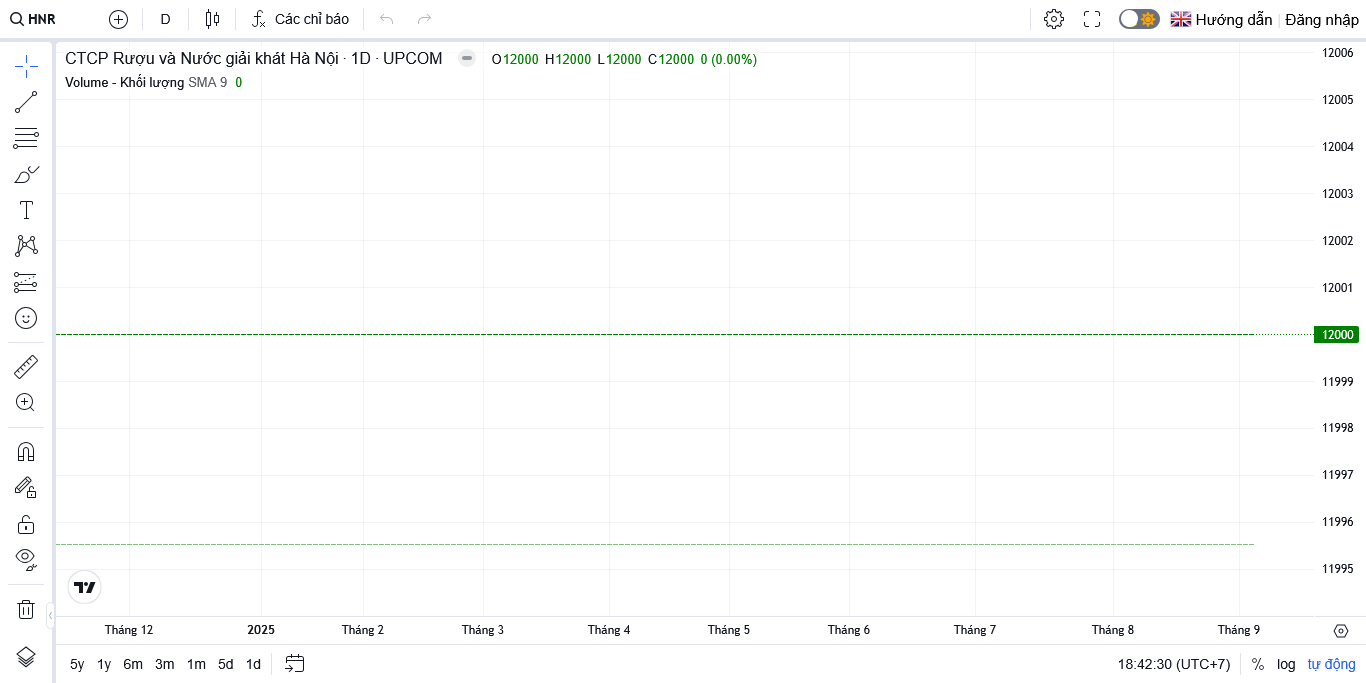 HNR D Các chỉ báo Hướng dẫn Đăng nhập
CTCP Rượu và Nước giải khát Hà Nội · 1D · UPCOM O12000 H12000 L12000 C12000 0 (0.00%)
Volume - Khối lượng SMA 9 0
12006
12005
12004
12003
12002
12001
12000
11999
11998
11997
11996
11995
Tháng 12 2025 Tháng 2 Tháng 3 Tháng 4 Tháng 5 Tháng 6 Tháng 7 Tháng 8 Tháng 9
5y 1y 6m 3m 1m 5d 1d 18:42:30 (UTC+7) % log tự động